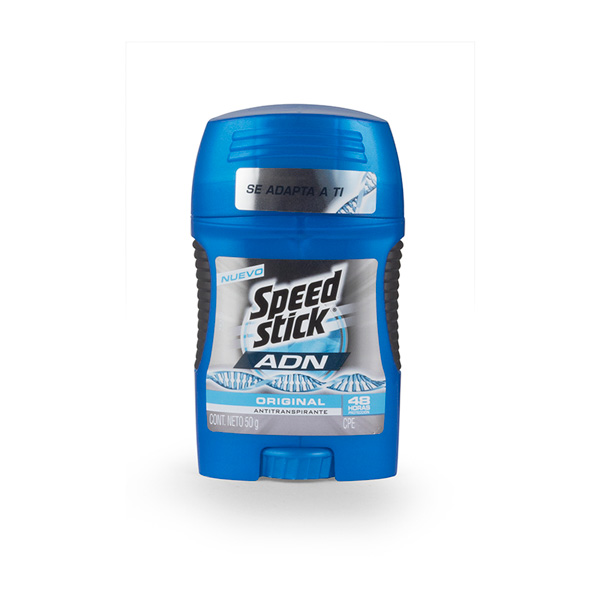 SE ADAPTA A TI
NUEVO
SPEED
STICK
ADN
ORIGINAL
ANTITRANSPIRANTE
48
HORAS
CONT. NETO 50 g
CPE